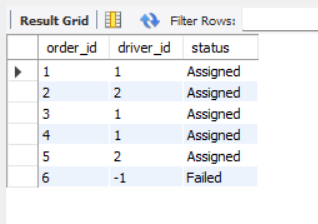 Result Grid Filter Rows:
order_id driver_id status
1 1 Assigned
2 2 Assigned
3 1 Assigned
4 1 Assigned
5 2 Assigned
6 -1 Failed